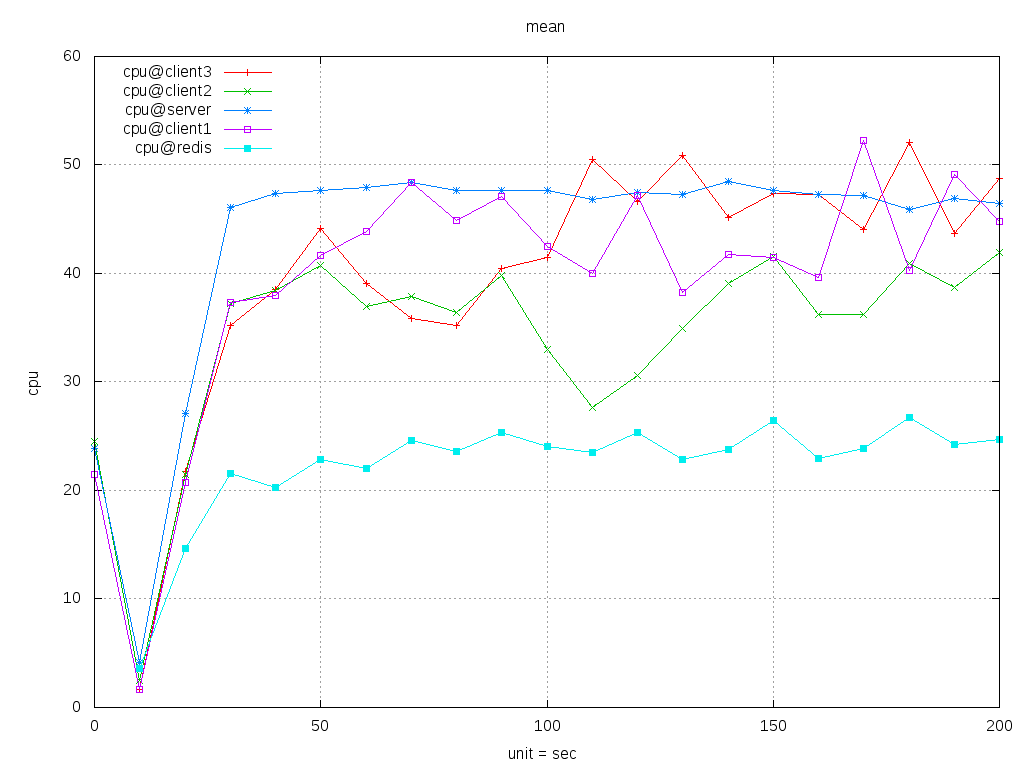 mean
60
50
40
30
20
10
0
cpu
cpu@client3
cpu@client2
cpu@server
cpu@client1
cpu@redis
0 50 100 150 200
unit = sec